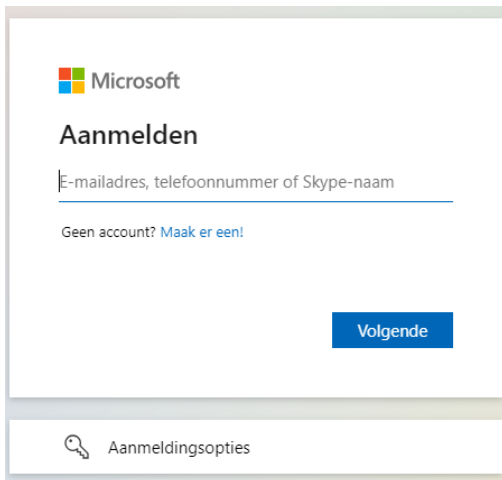 Microsoft
Aanmelden
E-mailadres, telefoonnummer of Skype-naam
Geen account? Maak er een!
Volgende
Aanmeldingsopties